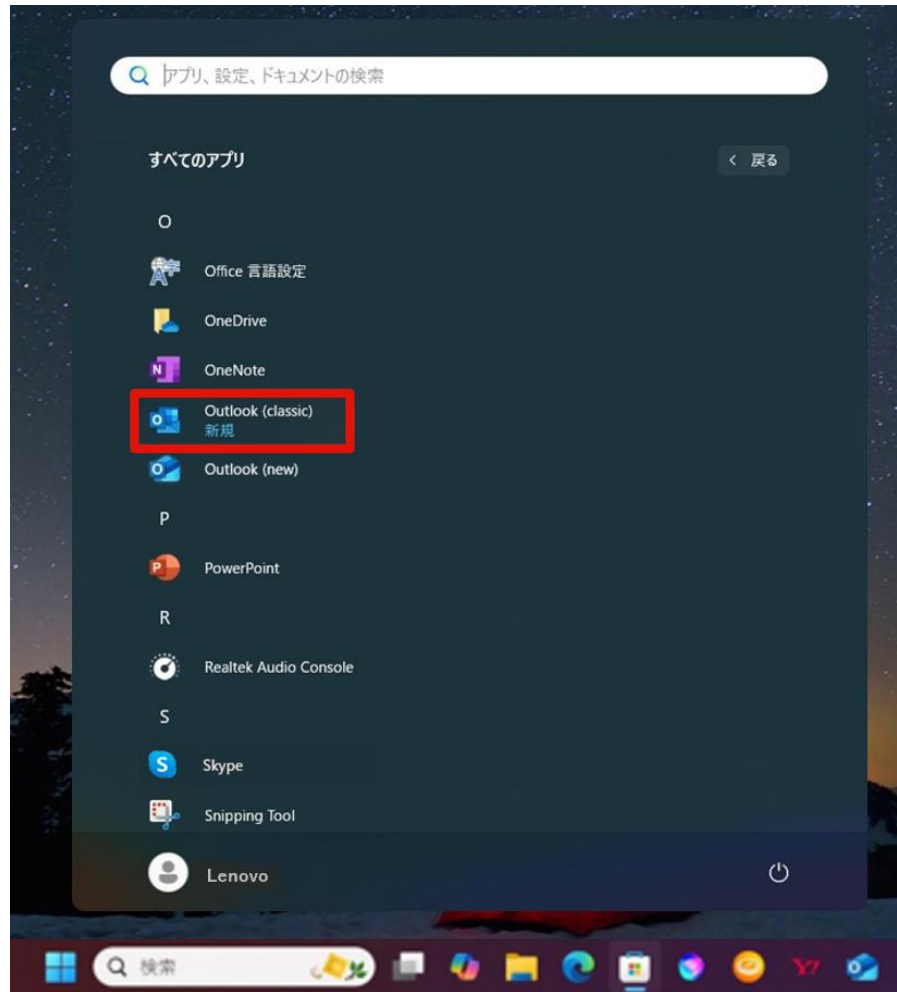 アプリ、設定、ドキュメントの検索
すべてのアプリ
戻る
O
Office 言語設定
OneDrive
OneNote
Outlook (classic)
新規
Outlook (new)
P
PowerPoint
R
Realtek Audio Console
S
Skype
Snipping Tool
Lenovo
検索